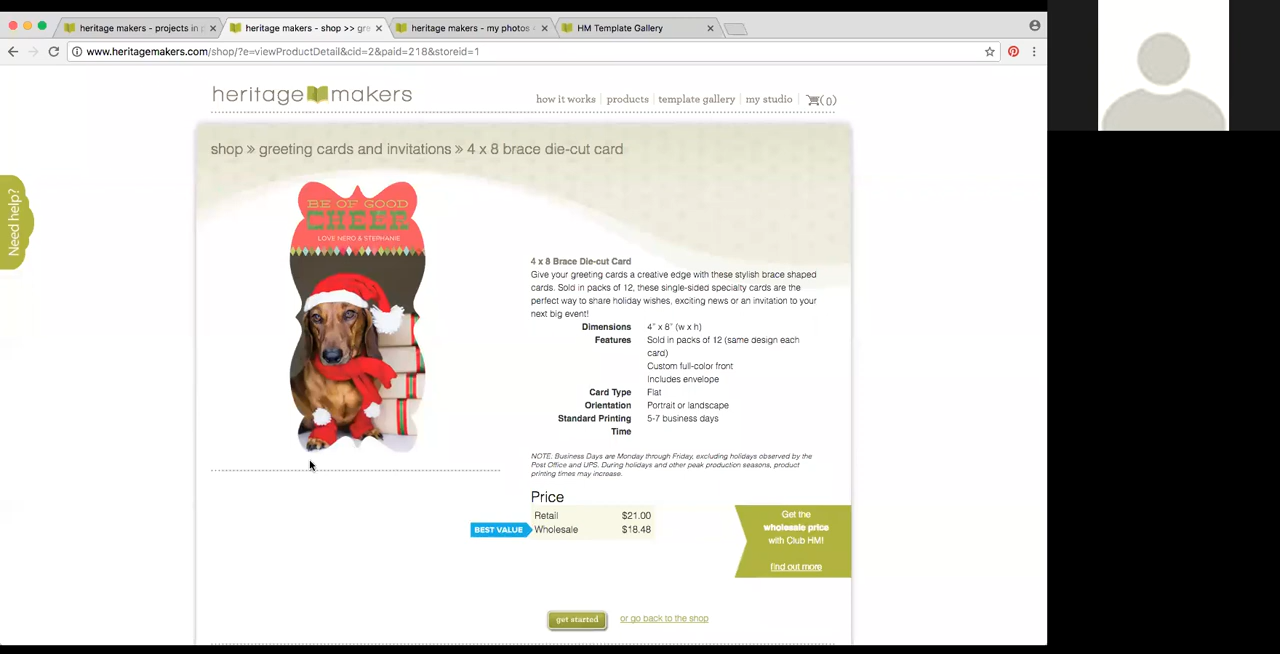 heritage makers - projects in
heritage makers - shop >> gre
heritage makers - my photos
HM Template Gallery
www.heritagemakers.com/shop/?e=viewProductDetail&cid=2&paid=218&storeid=1
heritage makers
how it works
products
template gallery
my studio
(0)
Need help?
shop » greeting cards and invitations » 4 x 8 brace die-cut card
BE OF GOOD
CHEER
LOVE NERO & STEPHANIE
4 x 8 Brace Die-cut Card
Give your greeting cards a creative edge with these stylish brace shaped
cards. Sold in packs of 12, these single-sided specialty cards are the
perfect way to share holiday wishes, exciting news or an invitation to your
next big event!
Dimensions 4" x 8" (w x h)
Features Sold in packs of 12 (same design each
card)
Custom full-color front
Includes envelope
Card Type Flat
Orientation Portrait or landscape
Standard Printing 5-7 business days
Time
NOTE. Business Days are Monday through Friday, excluding holidays observed by the
Post Office and UPS. During holidays and other peak production seasons, product
printing times may increase.
Price
Retail $21.00
BEST VALUE Wholesale $18.48
Get the
wholesale price
with Club HM!
find out more
get started
or go back to the shop